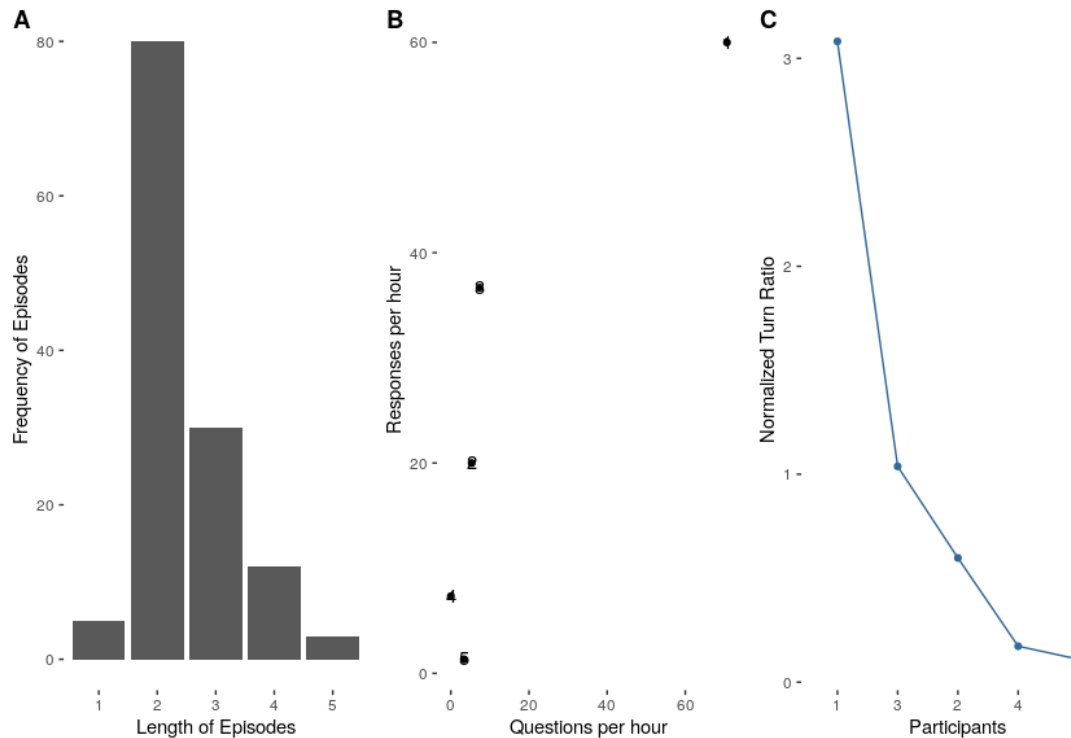 A
80
60
40
20
0
1 2 3 4 5
Length of Episodes
Frequency of Episodes
B
60
40
20
0
0 20 40 60
Questions per hour
Responses per hour
C
3
2
1
0
1 3 2 4
Participants
Normalized Turn Ratio